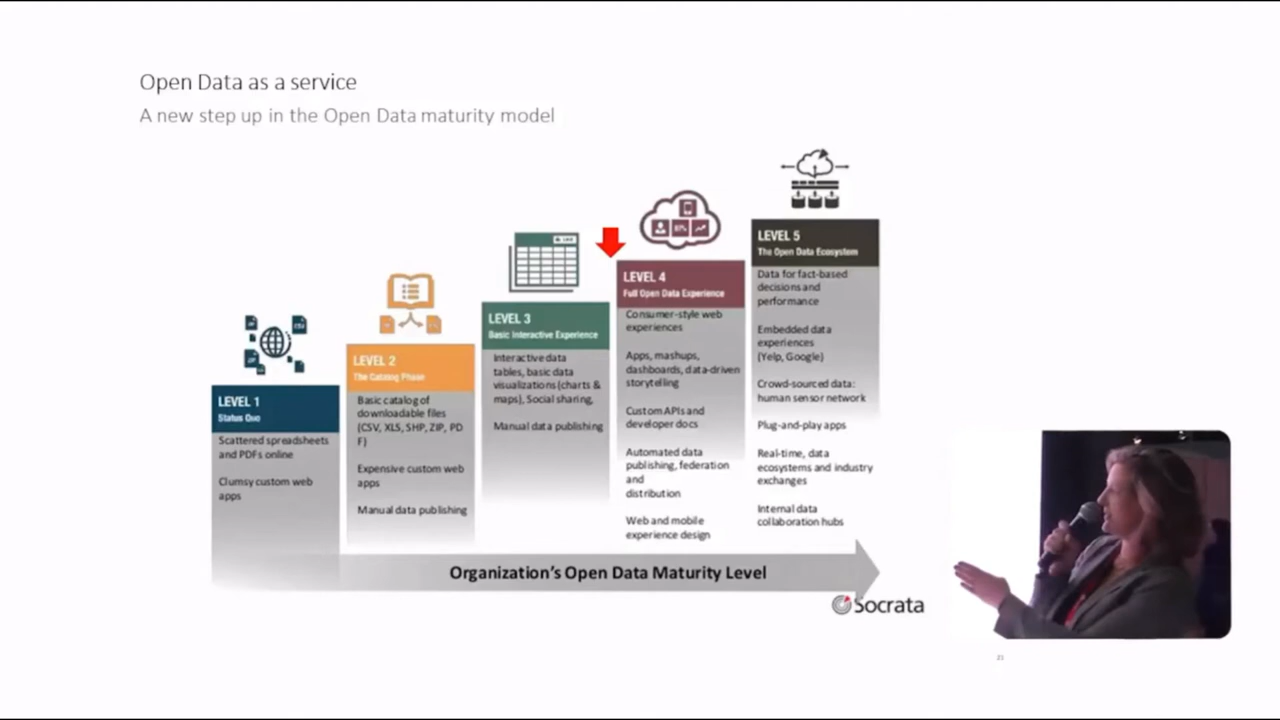 Open Data as a service
A new step up in the Open Data maturity model
LEVEL 1
Status Quo
Scattered spreadsheets
and PDFs online
Clumsy custom web
apps
LEVEL 2
The Catalog Phase
Basic catalog of
downloadable files
(CSV, XLS, SHP, ZIP, PD
F)
Expensive custom web
apps
Manual data publishing
LEVEL 3
Basic Interactive Experience
Interactive data
tables, basic data
visualizations (charts &
maps), Social sharing,
Manual data publishing
LEVEL 4
Full Open Data Experience
Consumer-style web
experiences
Apps, mashups,
dashboards, data-driven
storytelling
Custom APIs and
developer docs
Automated data
publishing, federation
and
distribution
Web and mobile
experience design
LEVEL 5
The Open Data Ecosystem
Data for fact-based
decisions and
performance
Embedded data
experiences
(Yelp, Google)
Crowd-sourced data:
human sensor network
Plug-and-play apps
Real-time, data
ecosystems and industry
exchanges
Internal data
collaboration hubs
Organization's Open Data Maturity Level
Socrata